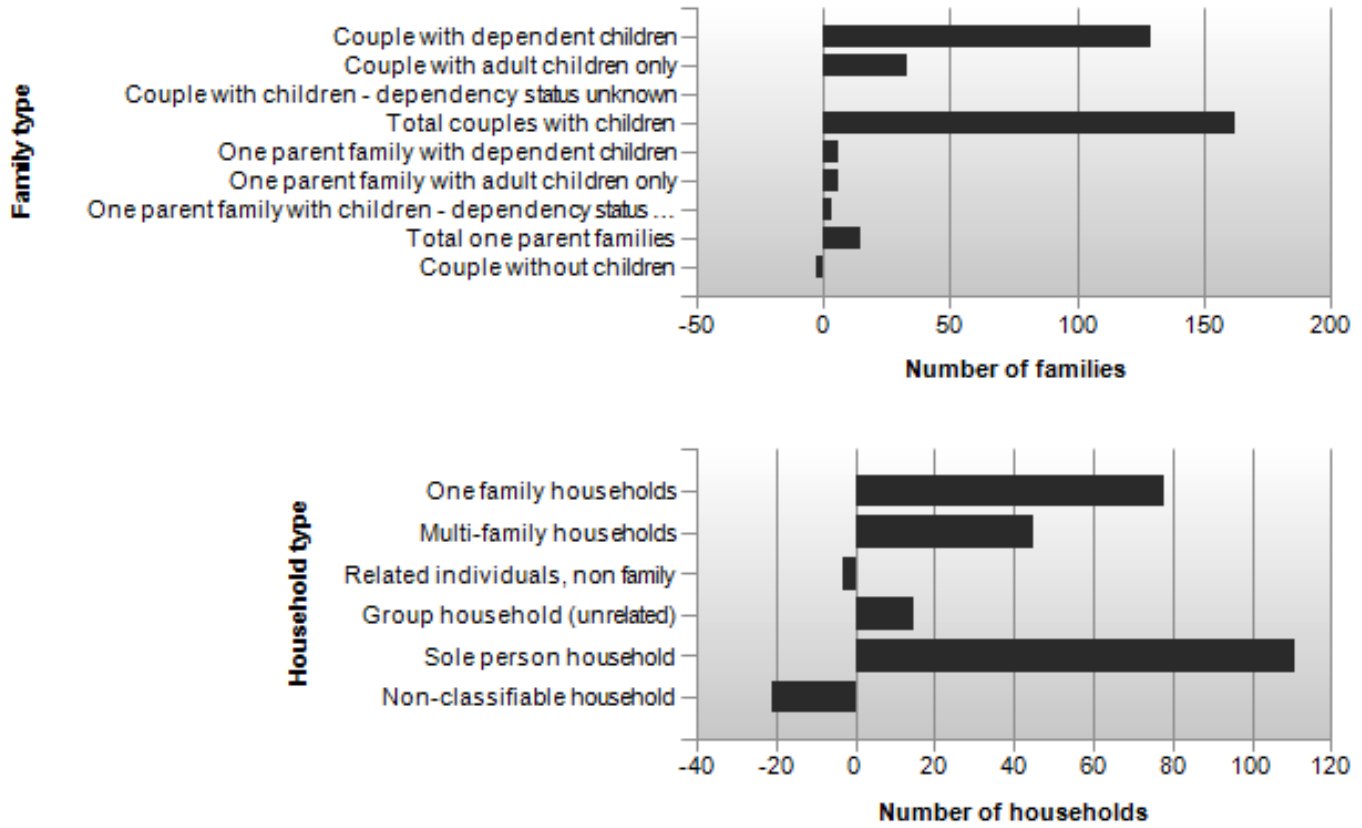 Family type
Couple with dependent children
Couple with adult children only
Couple with children - dependency status unknown
Total couples with children
One parent family with dependent children
One parent family with adult children only
One parent family with children - dependency status ...
Total one parent families
Couple without children
-50 0 50 100 150 200
Number of families
Household type
One family households
Multi-family households
Related individuals, non family
Group household (unrelated)
Sole person household
Non-classifiable household
-40 -20 0 20 40 60 80 100 120
Number of households